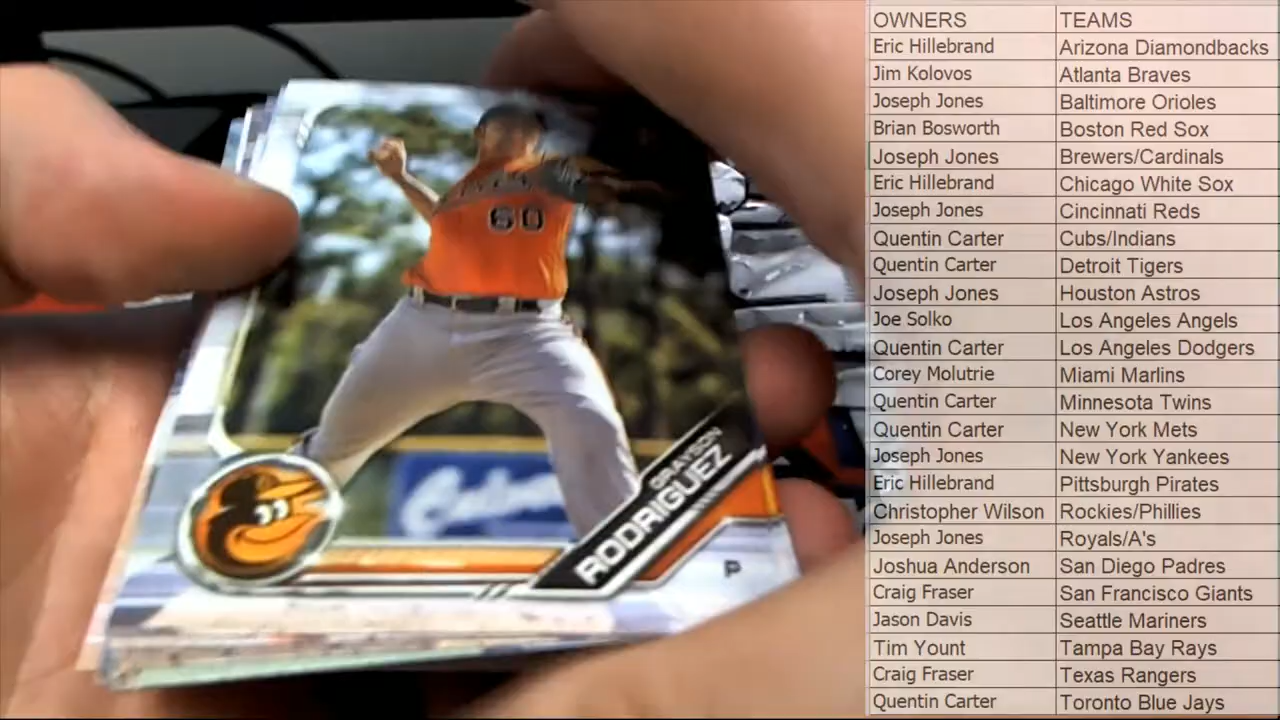 60
GRAYSON
RODRIGUEZ
P
OWNERS TEAMS
Eric Hillebrand Arizona Diamondbacks
Jim Kolovos Atlanta Braves
Joseph Jones Baltimore Orioles
Brian Bosworth Boston Red Sox
Joseph Jones Brewers/Cardinals
Eric Hillebrand Chicago White Sox
Joseph Jones Cincinnati Reds
Quentin Carter Cubs/Indians
Quentin Carter Detroit Tigers
Joseph Jones Houston Astros
Joe Solko Los Angeles Angels
Quentin Carter Los Angeles Dodgers
Corey Molutrie Miami Marlins
Quentin Carter Minnesota Twins
Quentin Carter New York Mets
Joseph Jones New York Yankees
Eric Hillebrand Pittsburgh Pirates
Christopher Wilson Rockies/Phillies
Joseph Jones Royals/A's
Joshua Anderson San Diego Padres
Craig Fraser San Francisco Giants
Jason Davis Seattle Mariners
Tim Yount Tampa Bay Rays
Craig Fraser Texas Rangers
Quentin Carter Toronto Blue Jays